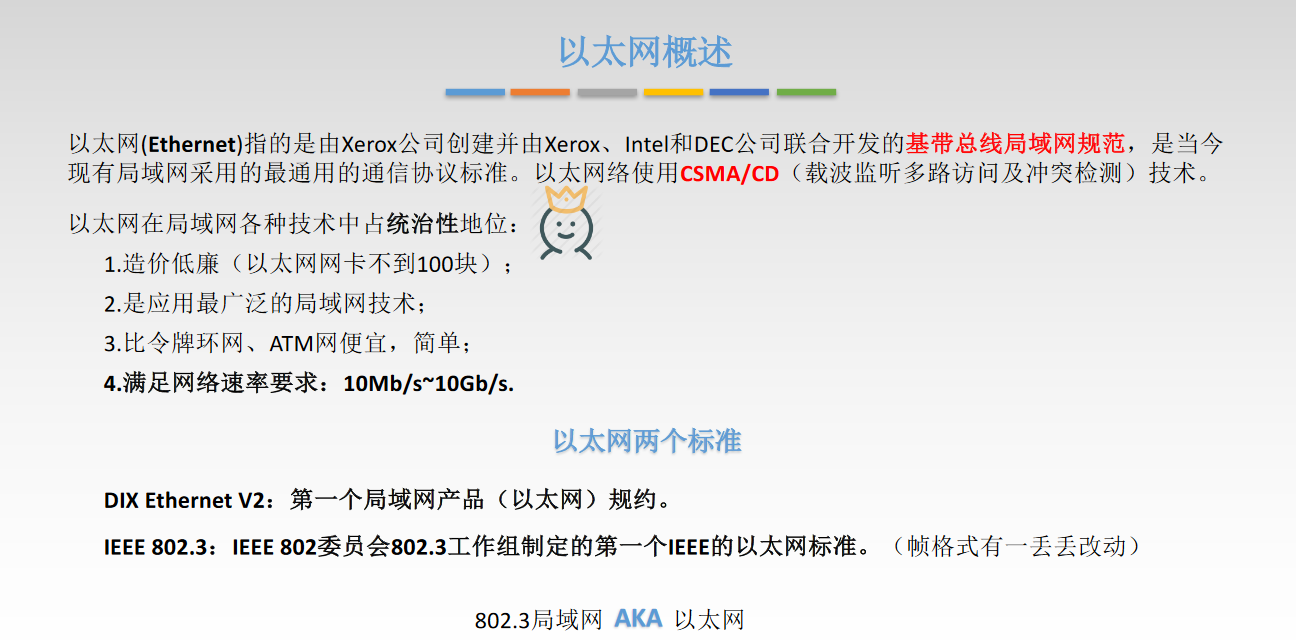 以太网概述
以太网(Ethernet)指的是由Xerox公司创建并由Xerox、Intel和DEC公司联合开发的基带总线局域网规范，是当今
现有局域网采用的最通用的通信协议标准。以太网络使用CSMA/CD（载波监听多路访问及冲突检测）技术。
以太网在局域网各种技术中占统治性地位：
1.造价低廉（以太网网卡不到100块）；
2.是应用最广泛的局域网技术；
3.比令牌环网、ATM网便宜，简单；
4.满足网络速率要求：10Mb/s~10Gb/s.
以太网两个标准
DIX Ethernet V2：第一个局域网产品（以太网）规约。
IEEE 802.3：IEEE 802委员会802.3工作组制定的第一个IEEE的以太网标准。（帧格式有一丢丢改动）
802.3局域网 AKA 以太网